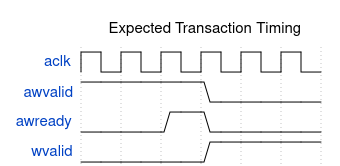 Expected Transaction Timing
aclk
awvalid
awready
wvalid